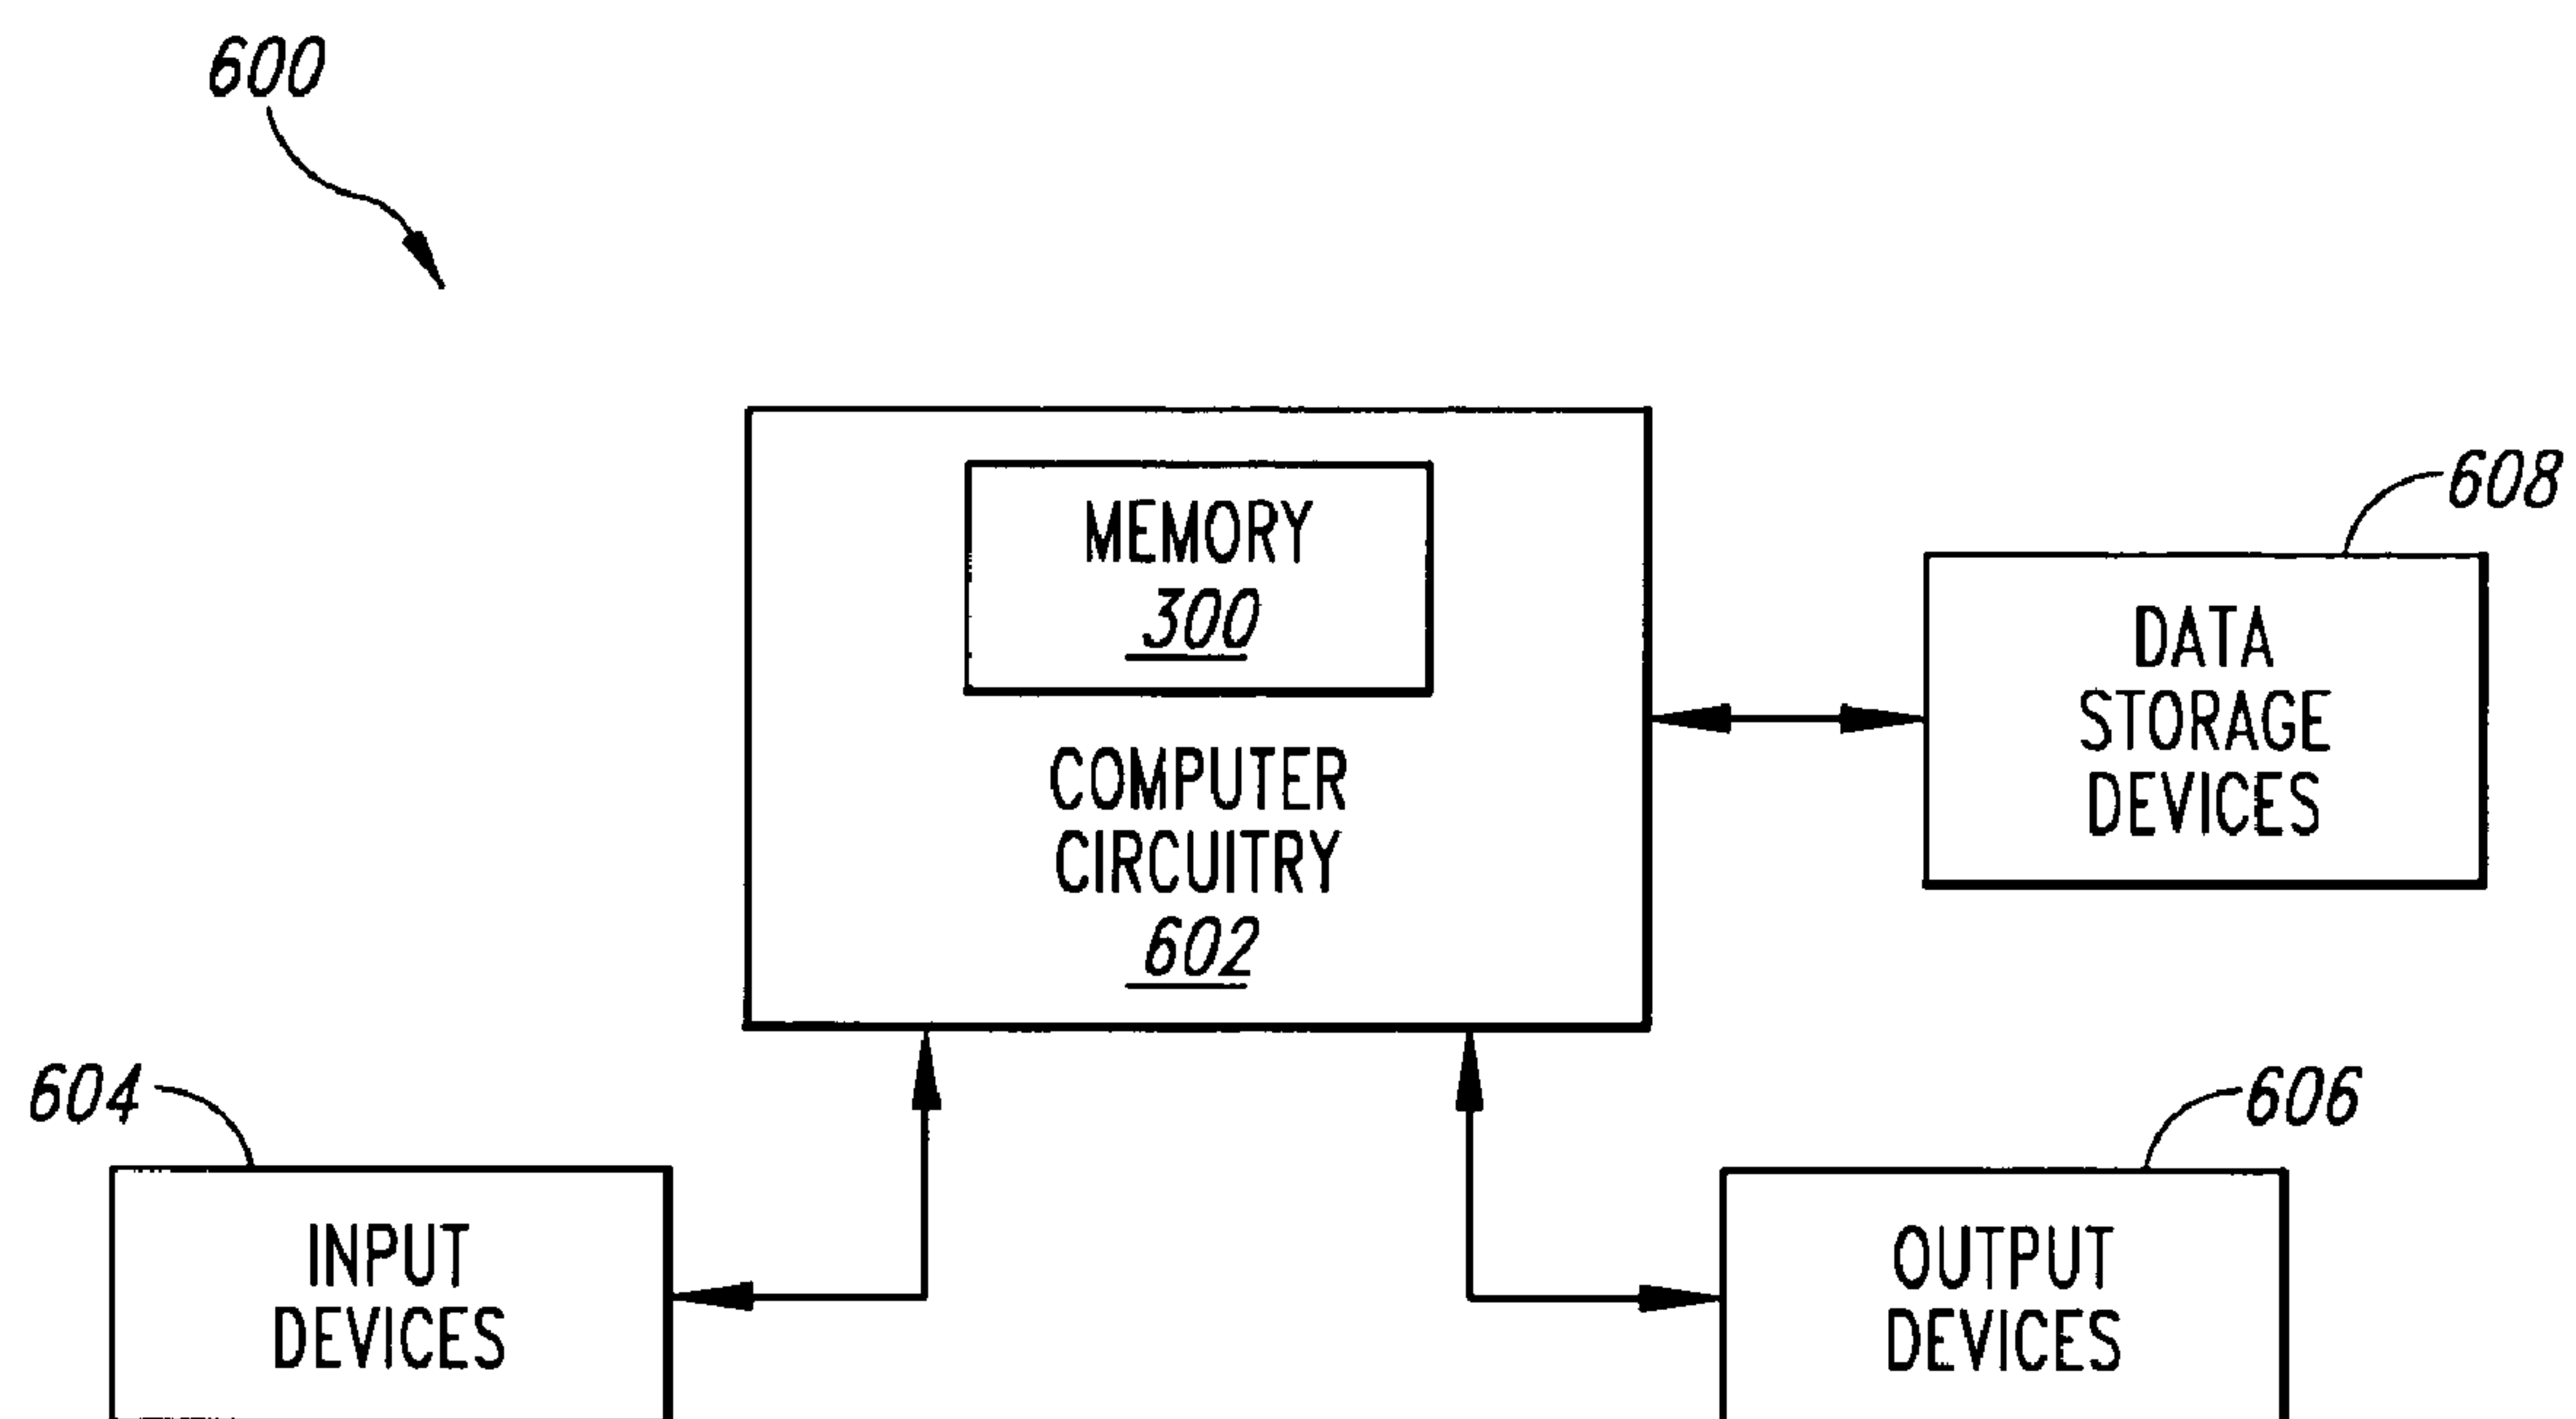 600
MEMORY
300
608
DATA
STORAGE
DEVICES
COMPUTER
CIRCUITRY
602
604
606
INPUT
DEVICES
OUTPUT
DEVICES